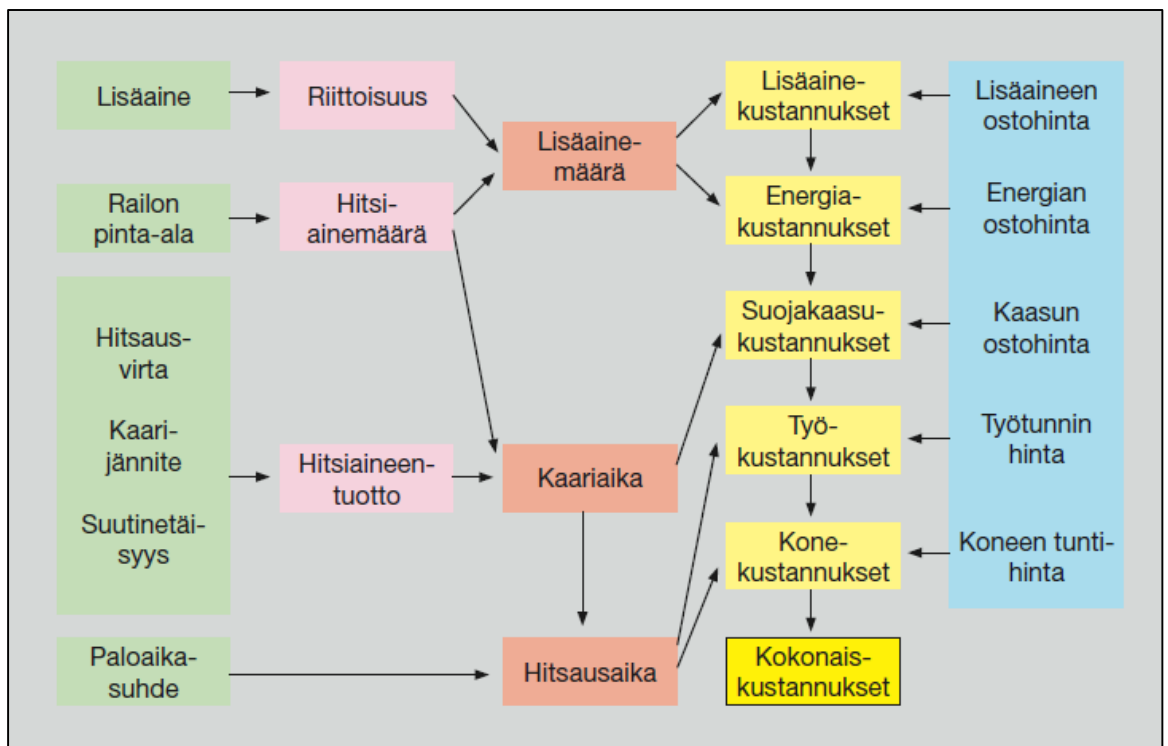 Lisäaine
Riittoisuus
Lisäaine-
määrä
Lisäaine-
kustannukset
Lisäaineen
ostohinta
Railon
pinta-ala
Hitsi-
ainemäärä
Energia-
kustannukset
Energian
ostohinta
Hitsaus-
virta
Kaari-
jännite
Suutinetäi-
syys
Hitsiaineen-
tuotto
Kaariaika
Suojakaasu-
kustannukset
Kaasun
ostohinta
Työ-
kustannukset
Työtunnin
hinta
Kone-
kustannukset
Koneen tunti-
hinta
Paloaika-
suhde
Hitsausaika
Kokonais-
kustannukset